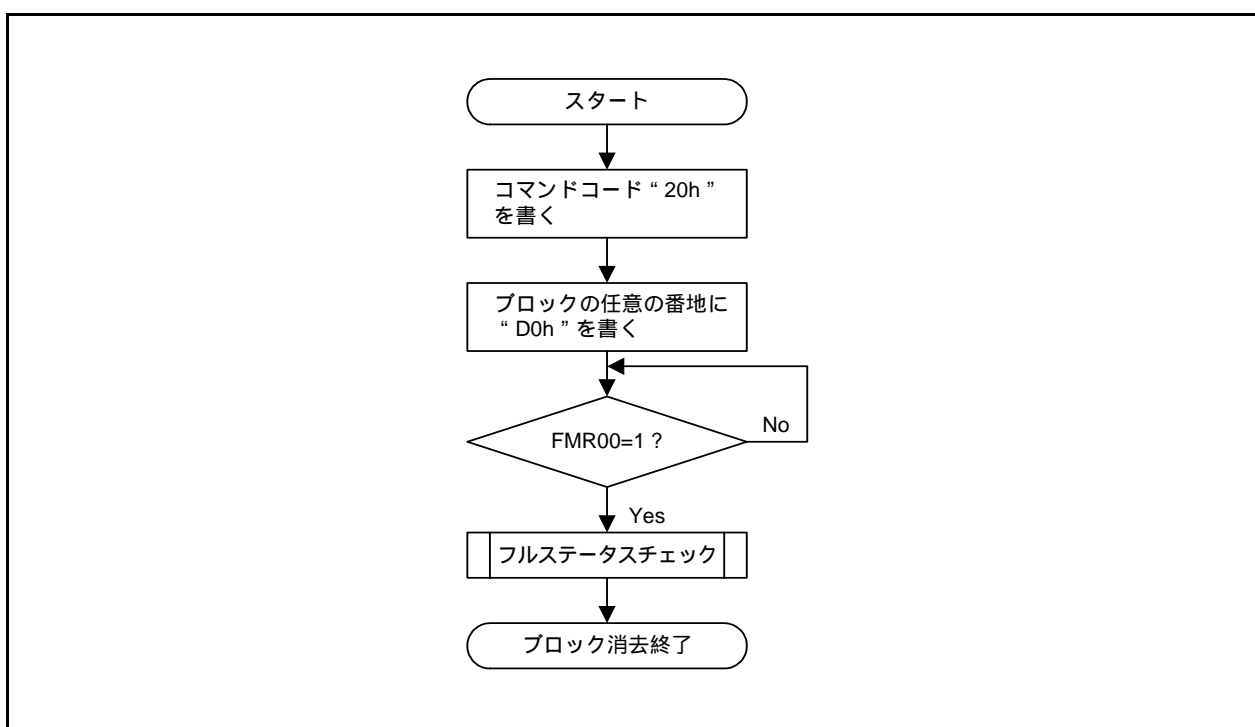 スタート
コマンドコード“ 20h ”
を書く
ブロックの任意の番地に
“ D0h ” を書く
FMR00=1 ?
No
Yes
フルステータスチェック
ブロック消去終了